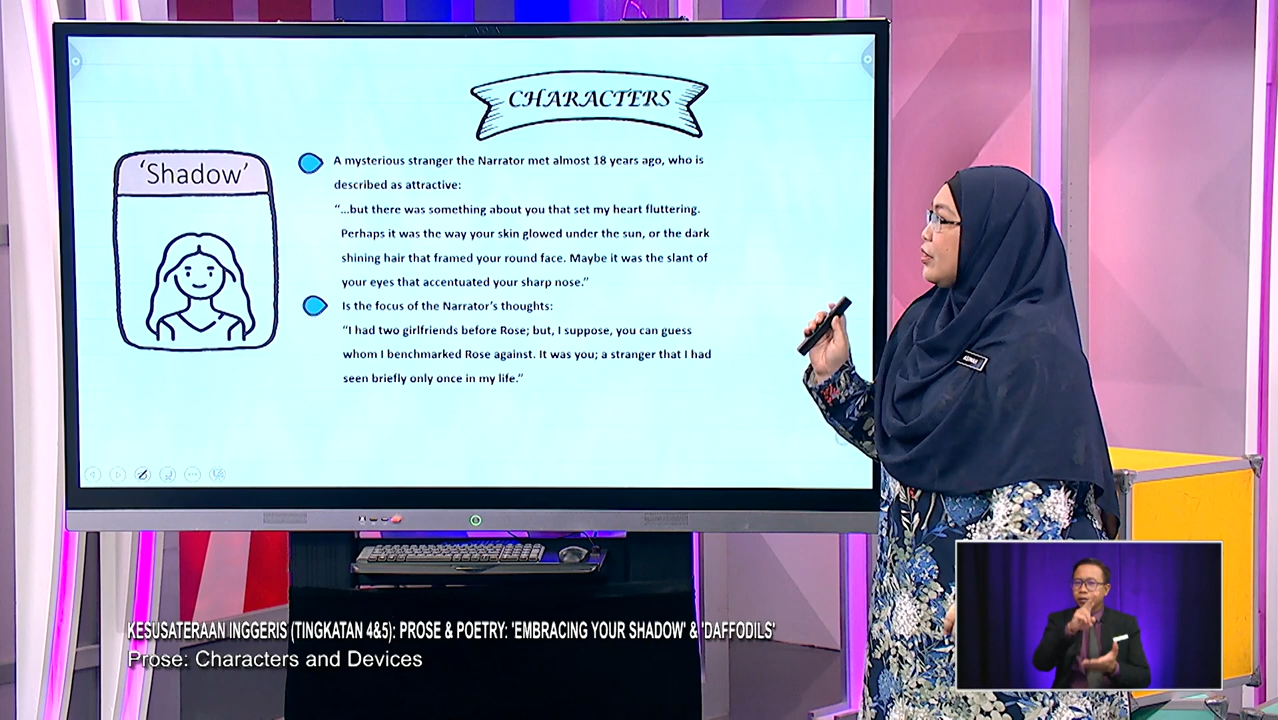 CHARACTERS
'Shadow'
A mysterious stranger the Narrator met almost 18 years ago, who is
described as attractive:
"...but there was something about you that set my heart fluttering.
Perhaps it was the way your skin glowed under the sun, or the dark
shining hair that framed your round face. Maybe it was the slant of
your eyes that accentuated your sharp nose."
Is the focus of the Narrator's thoughts:
"I had two girlfriends before Rose; but, I suppose, you can guess
whom I benchmarked Rose against. It was you; a stranger that I had
seen briefly only once in my life."
KESUSATERAAN INGGERIS (TINGKATAN 4&5): PROSE & POETRY: 'EMBRACING YOUR SHADOW' & 'DAFFODILS'
Prose: Characters and Devices